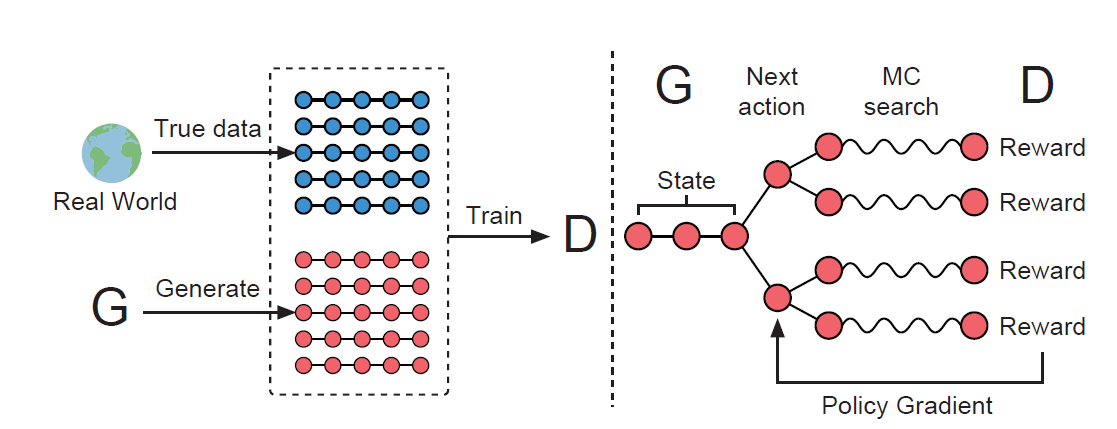 True data
Real World
G
Generate
Train
D
G
Next
action
MC
search
D
State
Reward
Reward
Reward
Reward
Policy Gradient